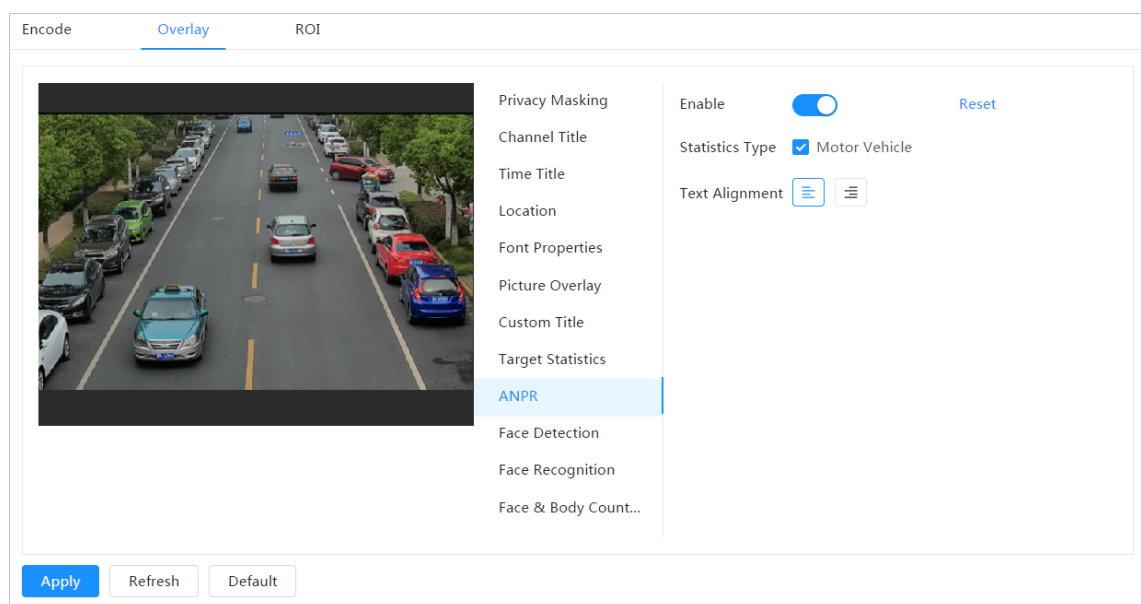 Encode Overlay ROI
Privacy Masking
Channel Title
Time Title
Location
Font Properties
Picture Overlay
Custom Title
Target Statistics
ANPR
Face Detection
Face Recognition
Face & Body Count...
Enable Reset
Statistics Type Motor Vehicle
Text Alignment
Apply Refresh Default